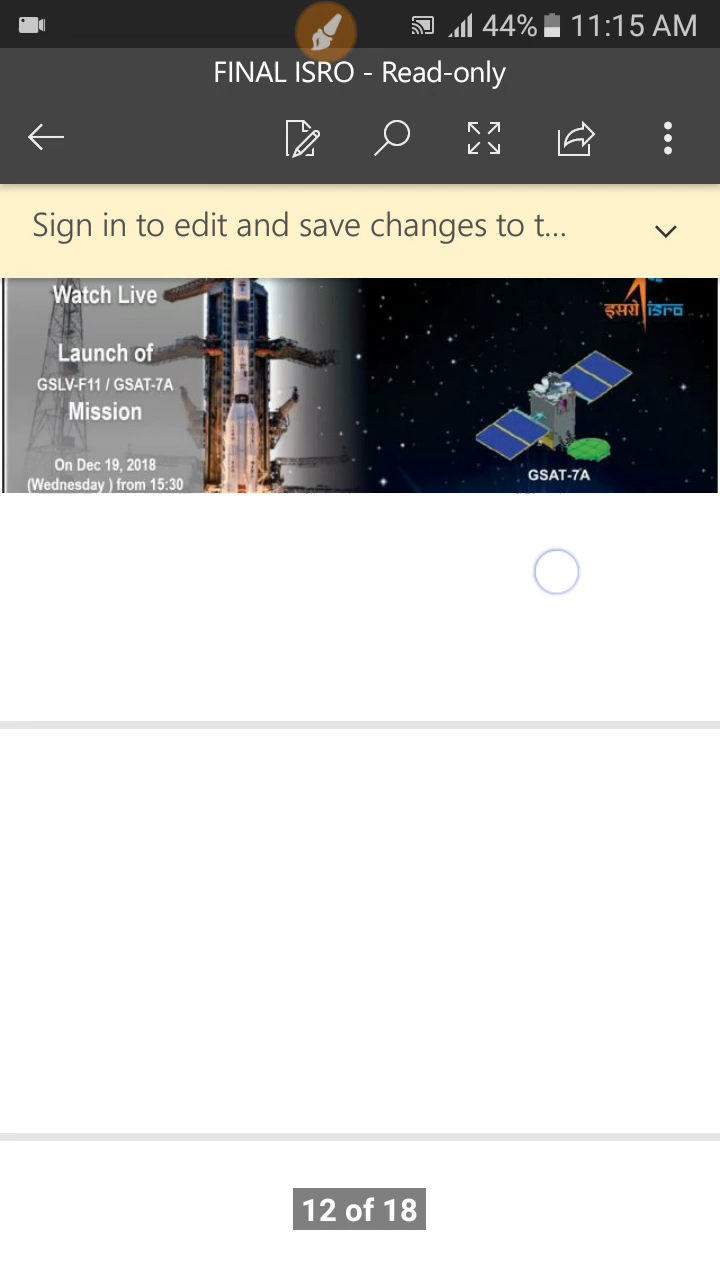 44% 11:15 AM
FINAL ISRO - Read-only
Sign in to edit and save changes to t...
Watch Live
Launch of
GSLV-F11 / GSAT-7A
Mission
On Dec 19, 2018
(Wednesday ) from 15:30
इसरो isro
GSAT-7A
12 of 18